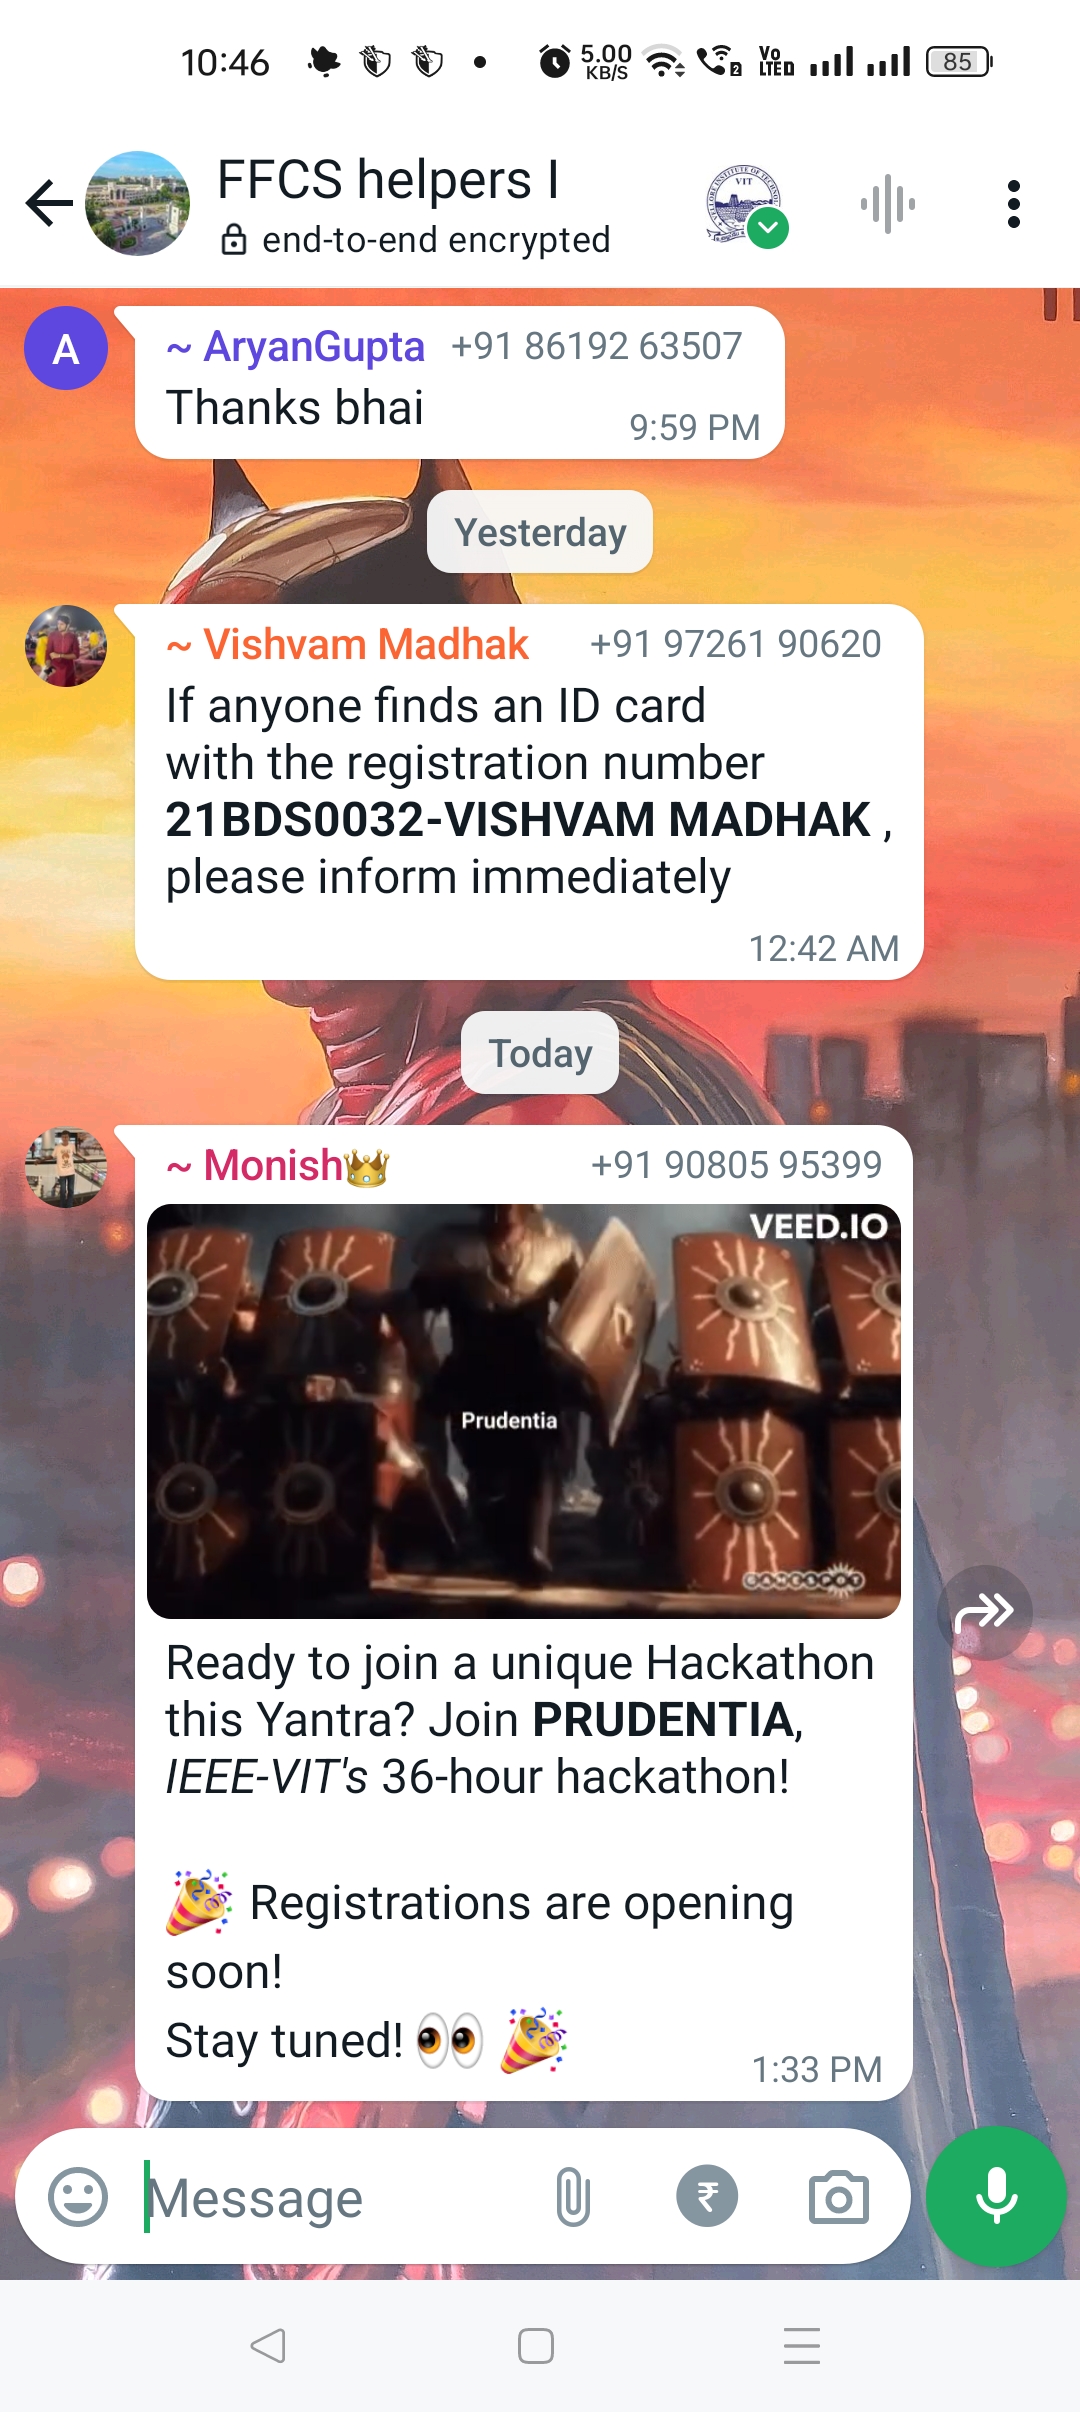 10:46
5.00
KB/S
2
Vo
LTED
85
FFCS helpers I
end-to-end encrypted
VIT
A
~ AryanGupta +91 86192 63507
Thanks bhai
9:59 PM
Yesterday
~ Vishvam Madhak +91 97261 90620
If anyone finds an ID card
with the registration number
21BDS0032-VISHVAM MADHAK ,
please inform immediately
12:42 AM
Today
~ Monish👑 +91 90805 95399
VEED.IO
Prudentia
GAMESPOT
Ready to join a unique Hackathon
this Yantra? Join PRUDENTIA,
IEEE-VIT's 36-hour hackathon!
🎉 Registrations are opening
soon!
Stay tuned! 👀 🎉
1:33 PM
Message
₹